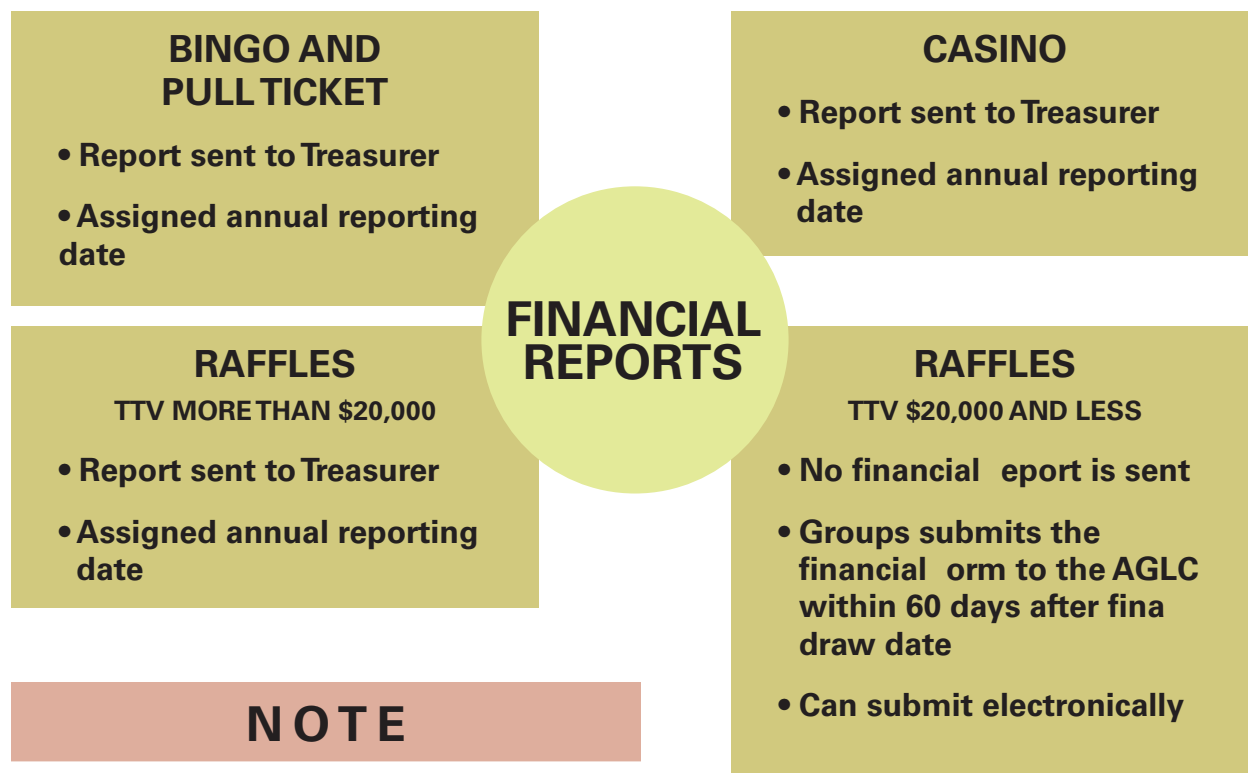 BINGO AND
PULL TICKET
• Report sent to Treasurer
• Assigned annual reporting
date
CASINO
• Report sent to Treasurer
• Assigned annual reporting
date
FINANCIAL
REPORTS
RAFFLES
TTV MORE THAN $20,000
• Report sent to Treasurer
• Assigned annual reporting
date
RAFFLES
TTV $20,000 AND LESS
• No financial eport is sent
• Groups submits the
financial orm to the AGLC
within 60 days after fina
draw date
• Can submit electronically
NOTE